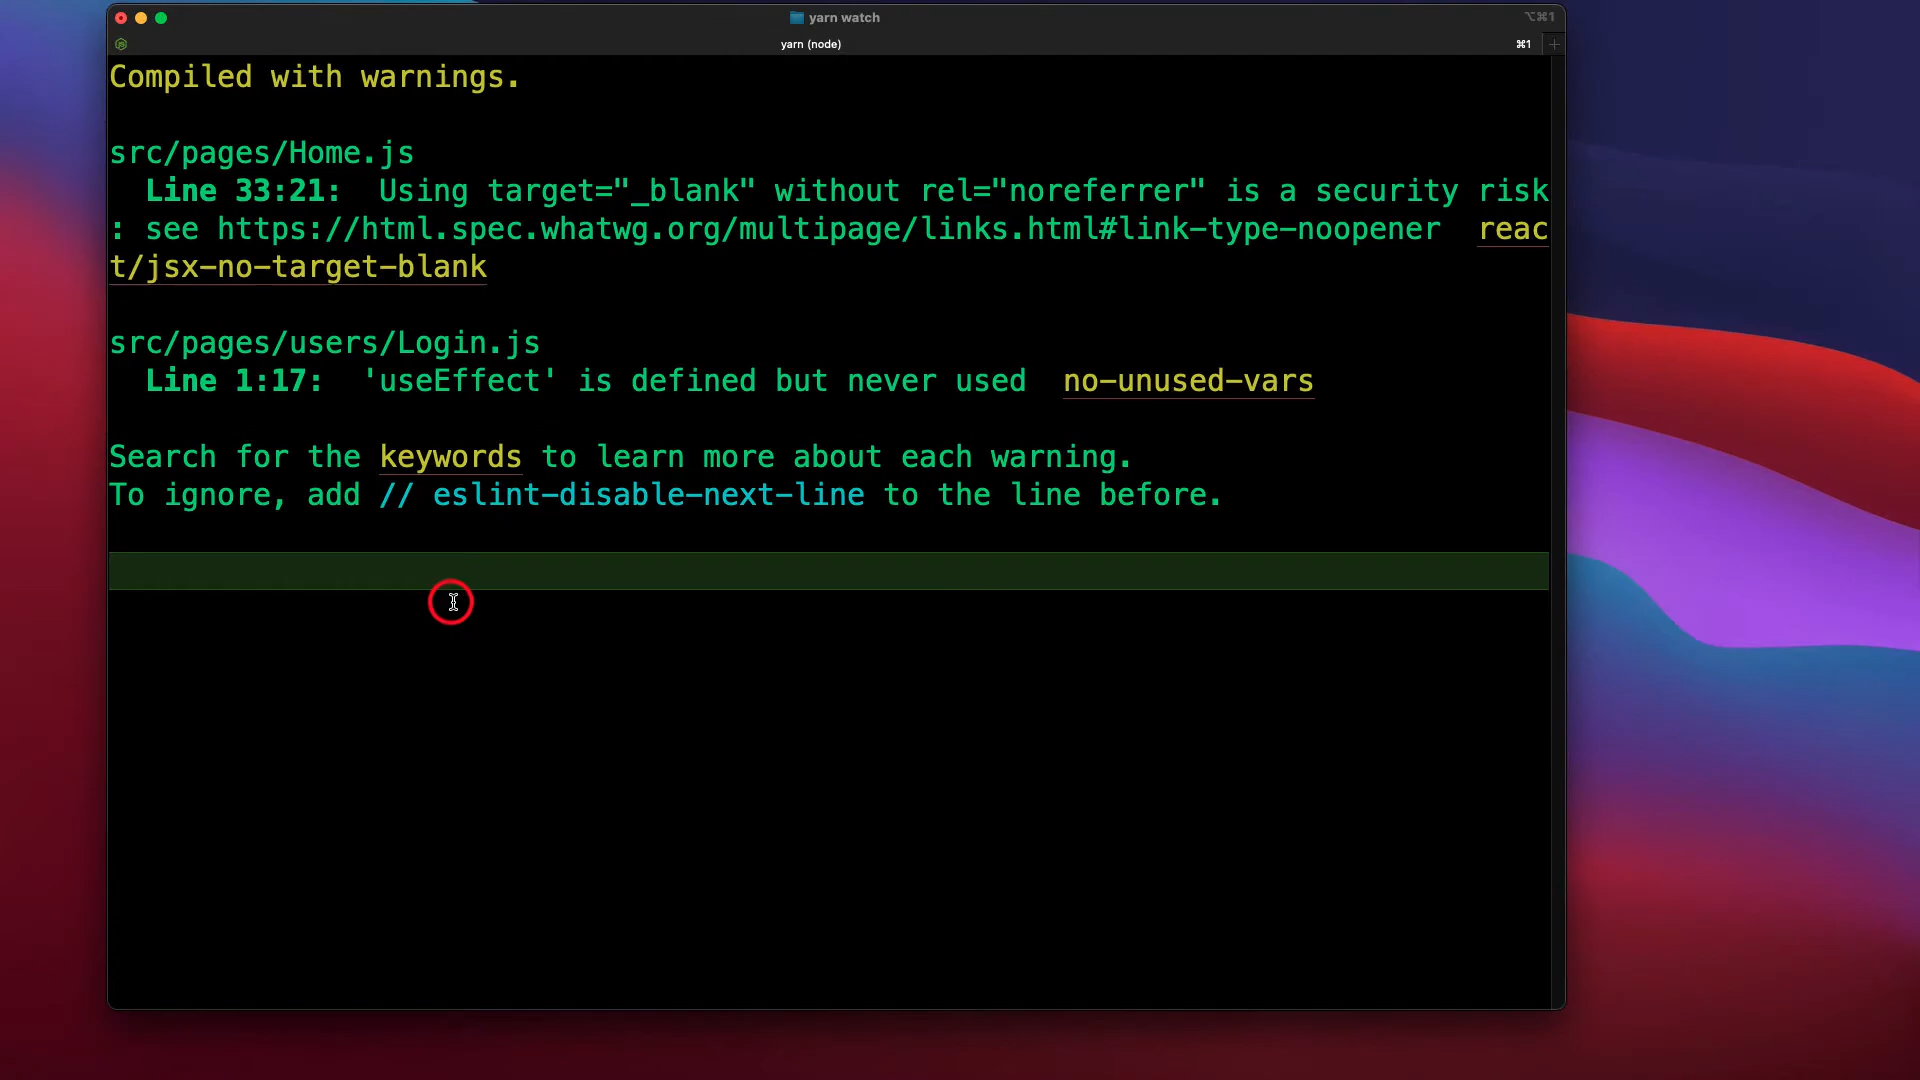 yarn watch
⌥⌘1
yarn (node)
⌘1
Compiled with warnings.
src/pages/Home.js
Line 33:21:  Using target="_blank" without rel="noreferrer" is a security risk
: see https://html.spec.whatwg.org/multipage/links.html#link-type-noopener  reac
t/jsx-no-target-blank
src/pages/users/Login.js
Line 1:17:  'useEffect' is defined but never used  no-unused-vars
Search for the keywords to learn more about each warning.
To ignore, add // eslint-disable-next-line to the line before.